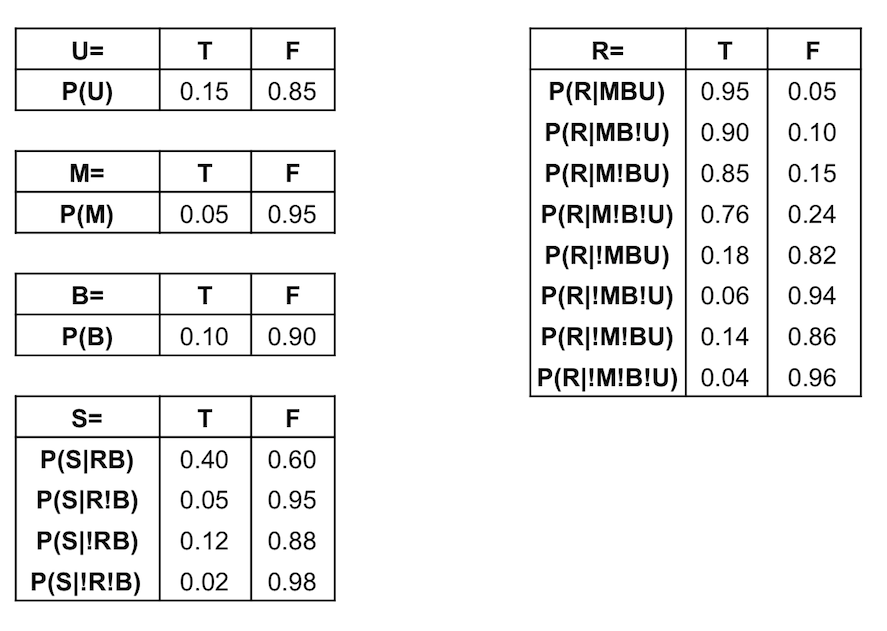 U= T F
P(U) 0.15 0.85
M= T F
P(M) 0.05 0.95
B= T F
P(B) 0.10 0.90
S= T F
P(S|RB) 0.40 0.60
P(S|R!B) 0.05 0.95
P(S|!RB) 0.12 0.88
P(S|!R!B) 0.02 0.98
R= T F
P(R|MBU) 0.95 0.05
P(R|MB!U) 0.90 0.10
P(R|M!BU) 0.85 0.15
P(R|M!B!U) 0.76 0.24
P(R|!MBU) 0.18 0.82
P(R|!MB!U) 0.06 0.94
P(R|!M!BU) 0.14 0.86
P(R|!M!B!U) 0.04 0.96